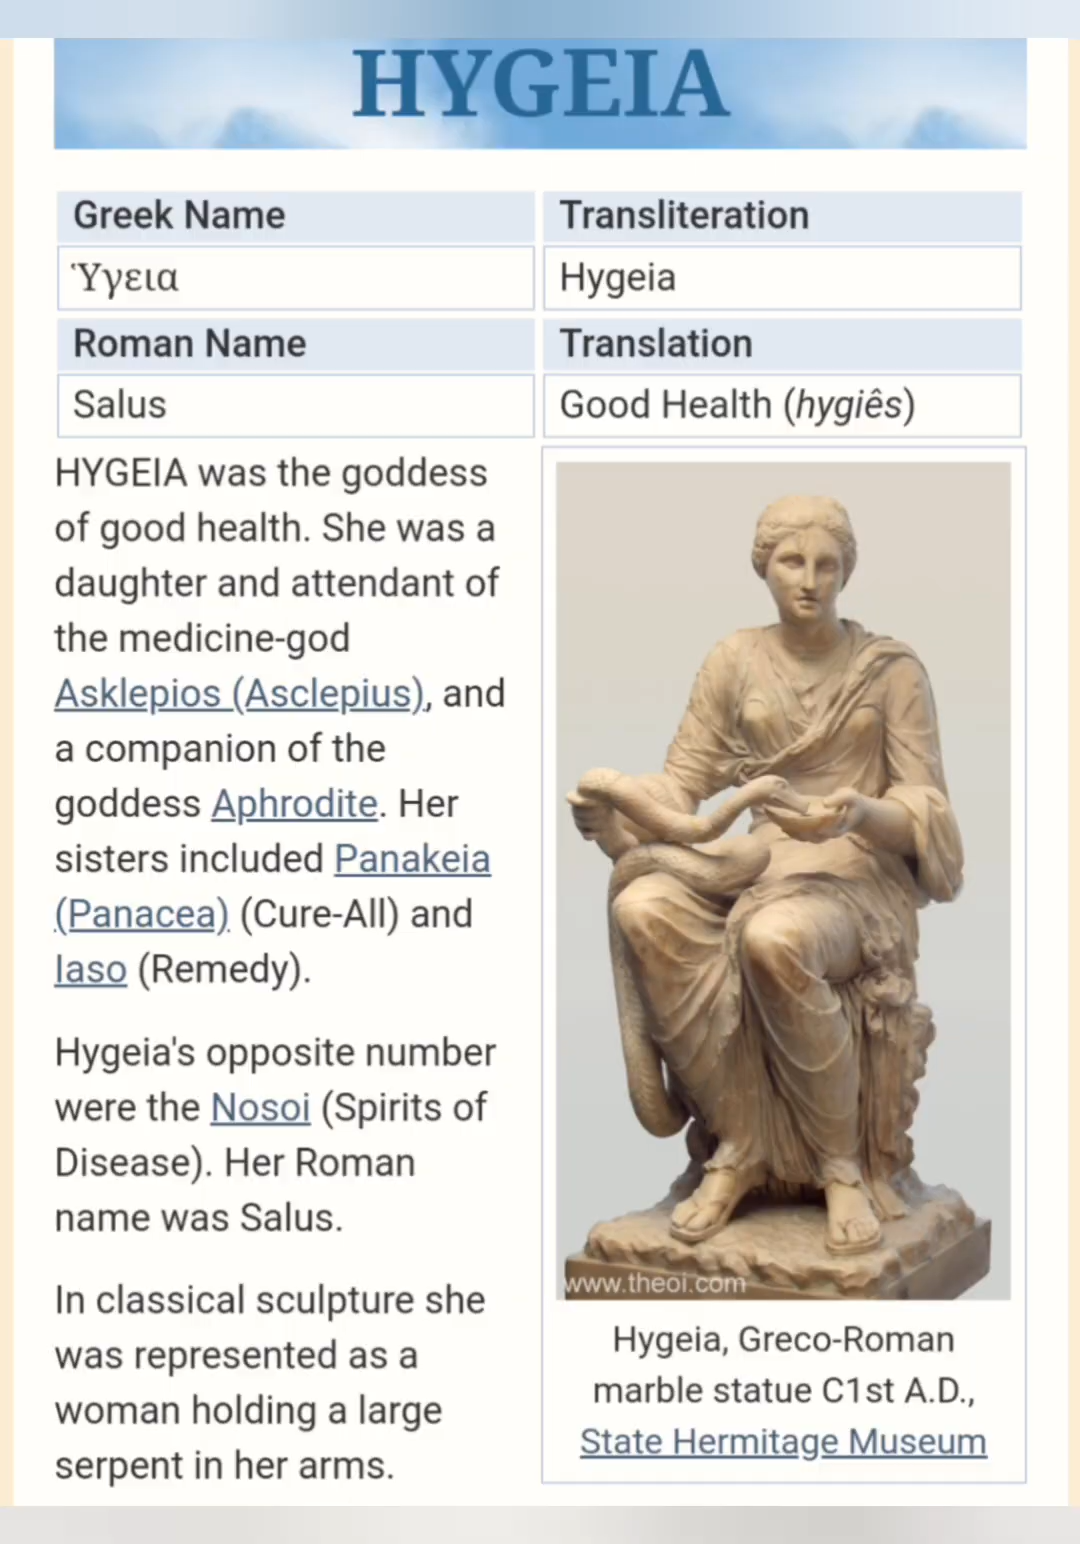 HYGEIA
Greek Name
Transliteration
Ὑγεια
Hygeia
Roman Name
Translation
Salus
Good Health (hygiês)
HYGEIA was the goddess
of good health. She was a
daughter and attendant of
the medicine-god
Asklepios (Asclepius), and
a companion of the
goddess Aphrodite. Her
sisters included Panakeia
(Panacea) (Cure-All) and
Iaso (Remedy).
Hygeia's opposite number
were the Nosoi (Spirits of
Disease). Her Roman
name was Salus.
In classical sculpture she
was represented as a
woman holding a large
serpent in her arms.
www.theoi.com
Hygeia, Greco-Roman
marble statue C1st A.D.,
State Hermitage Museum